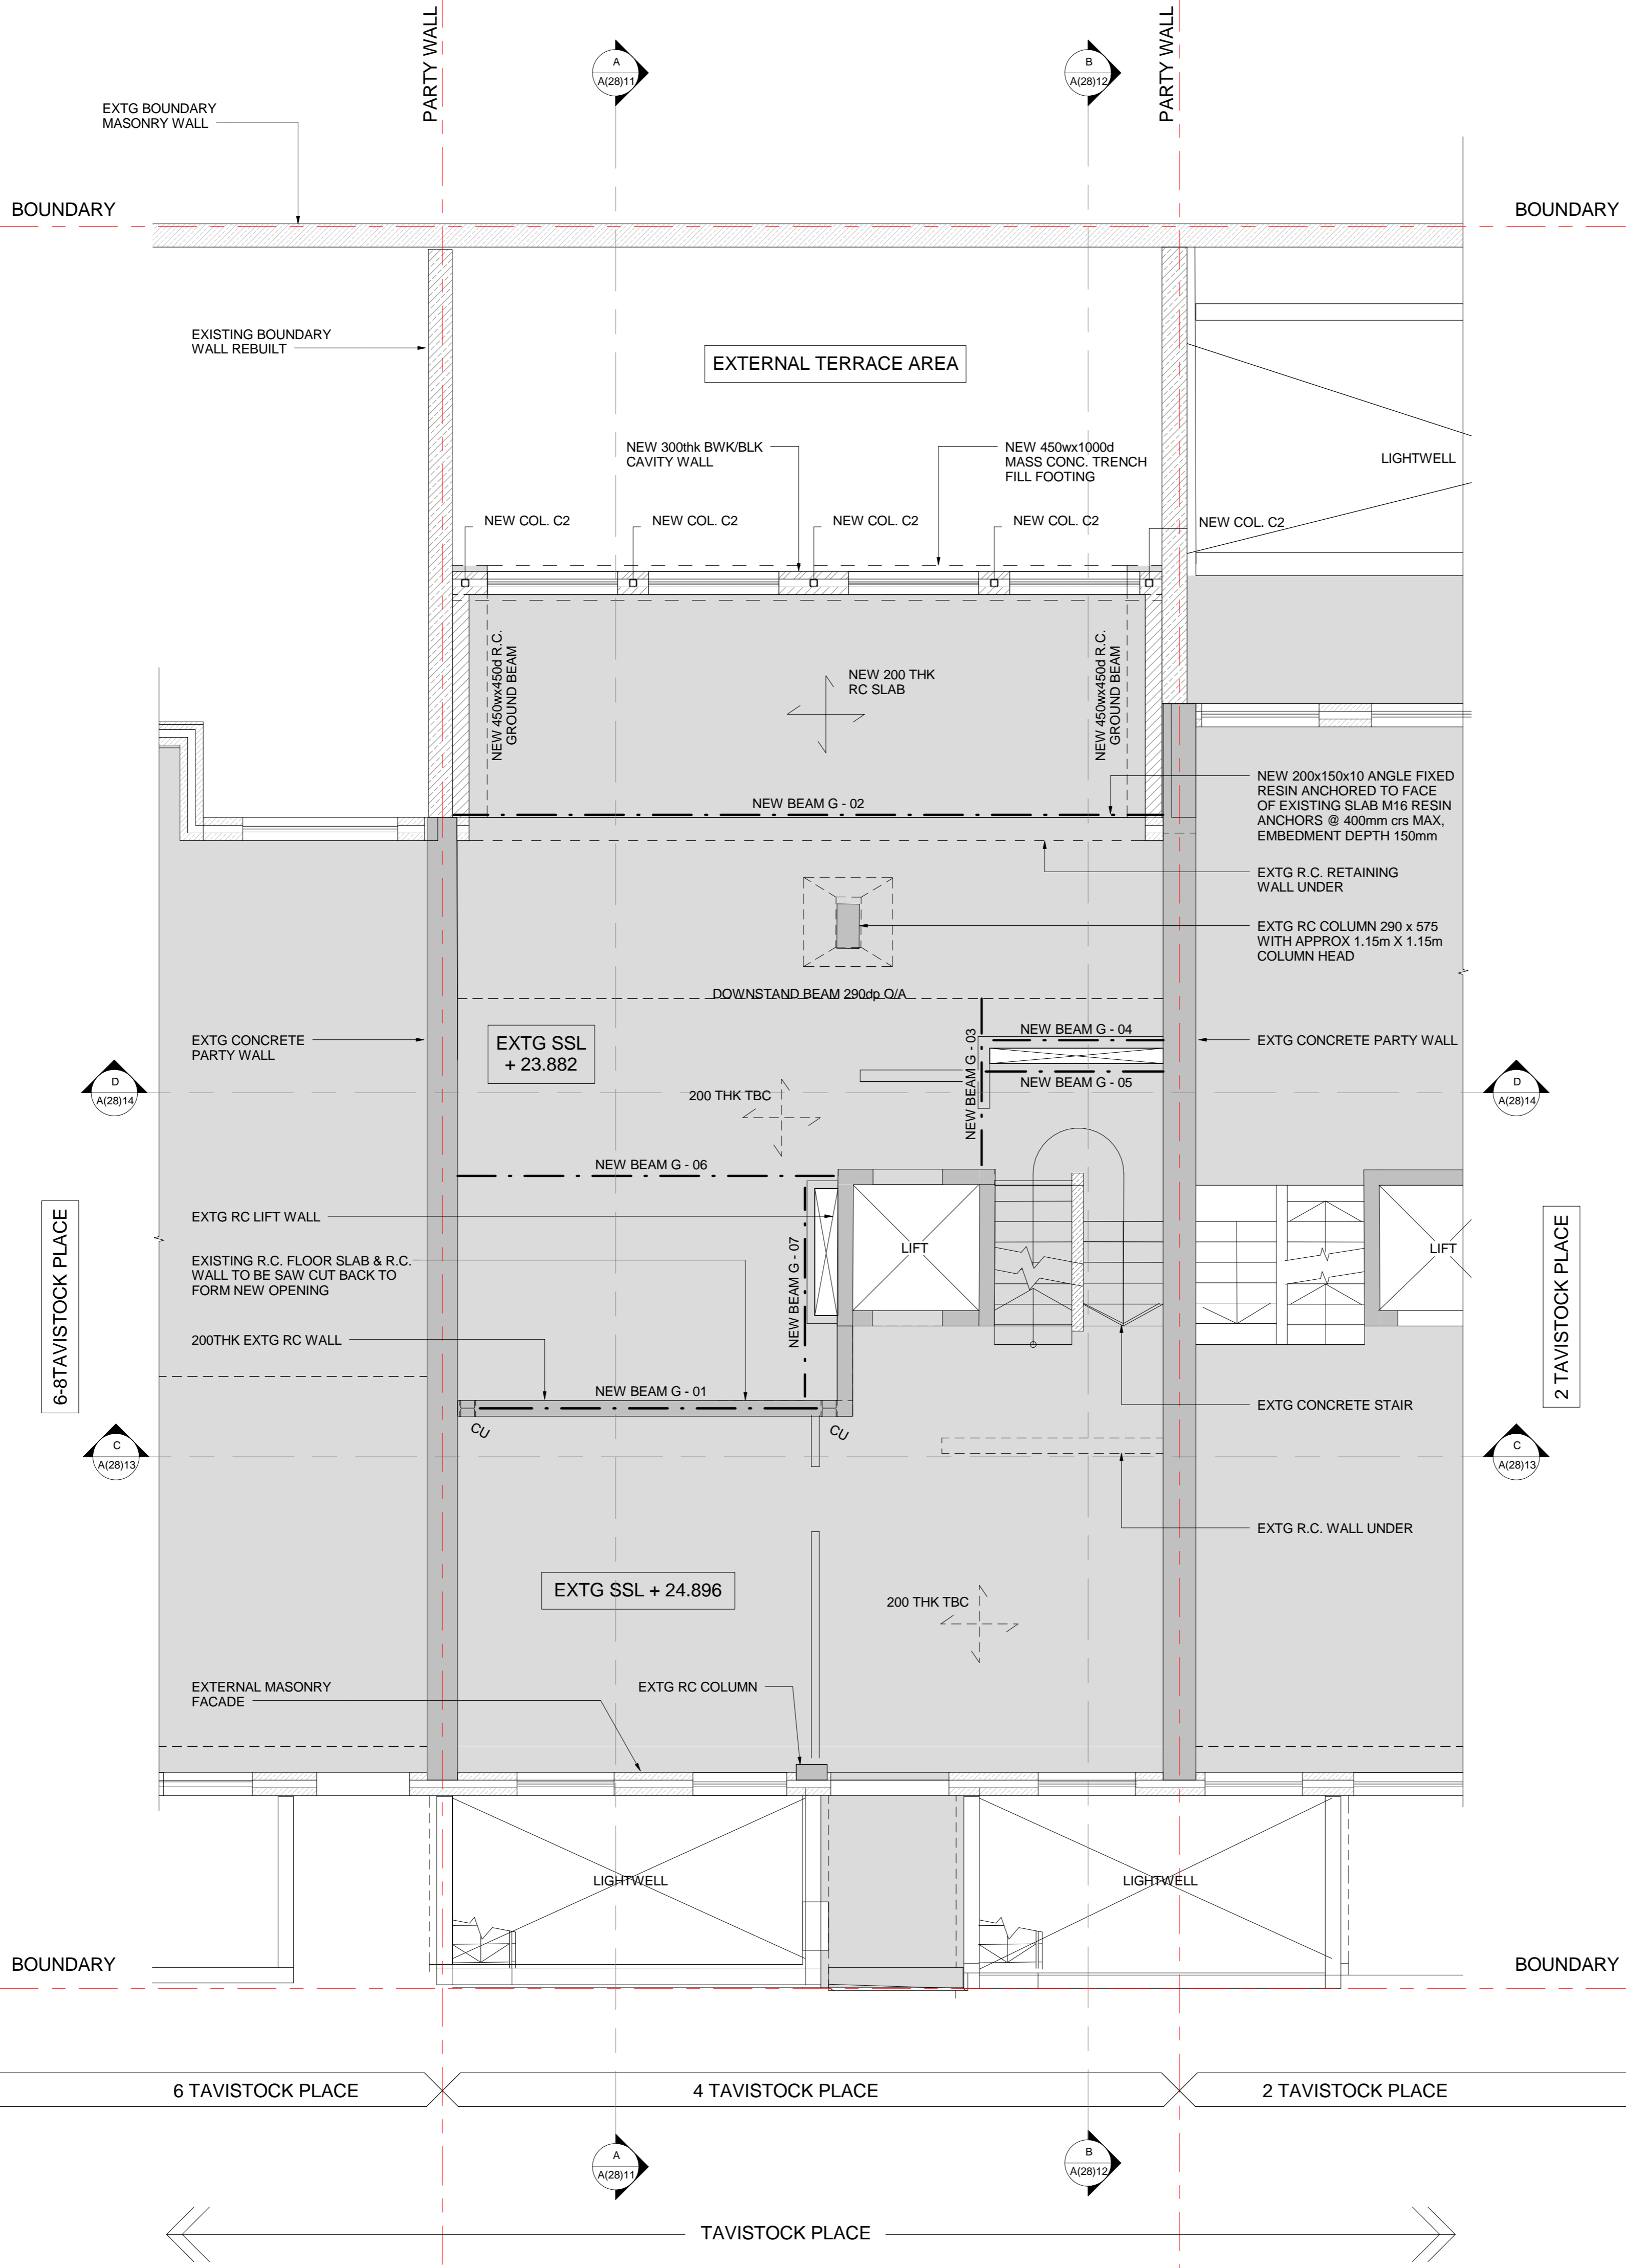 PARTY WALL
PARTY WALL
A
A(28)11
B
A(28)12
EXTG BOUNDARY
MASONRY WALL
BOUNDARY
BOUNDARY
EXISTING BOUNDARY
WALL REBUILT
EXTERNAL TERRACE AREA
NEW 300thk BWK/BLK
CAVITY WALL
NEW 450wx1000d
MASS CONC. TRENCH
FILL FOOTING
LIGHTWELL
NEW COL. C2
NEW COL. C2
NEW COL. C2
NEW COL. C2
NEW COL. C2
NEW 450wx450d R.C.
GROUND BEAM
NEW 200 THK
RC SLAB
NEW 450wx450d R.C.
GROUND BEAM
NEW BEAM G - 02
NEW 200x150x10 ANGLE FIXED
RESIN ANCHORED TO FACE
OF EXISTING SLAB M16 RESIN
ANCHORS @ 400mm crs MAX,
EMBEDMENT DEPTH 150mm
EXTG R.C. RETAINING
WALL UNDER
EXTG RC COLUMN 290 x 575
WITH APPROX 1.15m X 1.15m
COLUMN HEAD
DOWNSTAND BEAM 290dp O/A
EXTG CONCRETE
PARTY WALL
EXTG SSL
+ 23.882
NEW BEAM G - 03
NEW BEAM G - 04
NEW BEAM G - 05
EXTG CONCRETE PARTY WALL
D
A(28)14
200 THK TBC
D
A(28)14
NEW BEAM G - 06
6-8TAVISTOCK PLACE
EXTG RC LIFT WALL
EXISTING R.C. FLOOR SLAB & R.C.
WALL TO BE SAW CUT BACK TO
FORM NEW OPENING
NEW BEAM G - 07
LIFT
LIFT
2 TAVISTOCK PLACE
200THK EXTG RC WALL
NEW BEAM G - 01
CU
CU
EXTG CONCRETE STAIR
C
A(28)13
C
A(28)13
EXTG R.C. WALL UNDER
EXTG SSL + 24.896
200 THK TBC
EXTERNAL MASONRY
FACADE
EXTG RC COLUMN
LIGHTWELL
LIGHTWELL
BOUNDARY
BOUNDARY
6 TAVISTOCK PLACE
4 TAVISTOCK PLACE
2 TAVISTOCK PLACE
A
A(28)11
B
A(28)12
TAVISTOCK PLACE